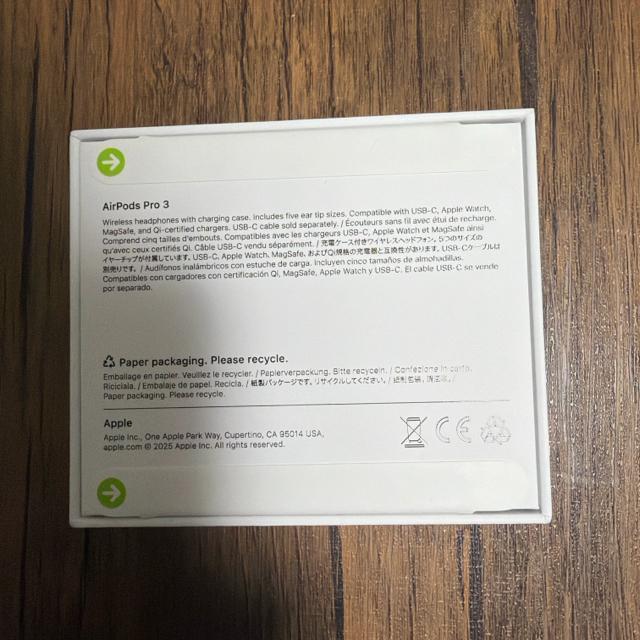 AirPods Pro 3
Wireless headphones with charging case. Includes five ear tip sizes. Compatible with USB-C, Apple Watch,
MagSafe, and Qi-certified chargers. USB-C cable sold separately. / Écouteurs sans fil avec étui de recharge.
Comprend cinq tailles d'embouts. Compatibles avec les chargeurs USB-C, Apple Watch et MagSafe ainsi
qu'avec ceux certifiés Qi. Câble USB-C vendu séparément. / 充電ケース付きワイヤレスヘッドフォン。5つのサイズの
イヤーチップが付属しています。USB-C、Apple Watch、MagSafe、およびQi規格の充電器と互換性があります。USB-Cケーブルは
別売りです。/ Audífonos inalámbricos con estuche de carga. Incluyen cinco tamaños de almohadillas.
Compatibles con cargadores con certificación Qi, MagSafe, Apple Watch y USB-C. El cable USB-C se vende
por separado.
Paper packaging. Please recycle.
Emballage en papier. Veuillez le recycler. / Papierverpackung. Bitte recyceln. / Confezione in carta.
Riciclala. / Embalaje de papel. Recicla. / 紙製パッケージです。リサイクルしてください。/
Paper packaging. Please recycle.
Apple
Apple Inc., One Apple Park Way, Cupertino, CA 95014 USA,
apple.com © 2025 Apple Inc. All rights reserved.
CE